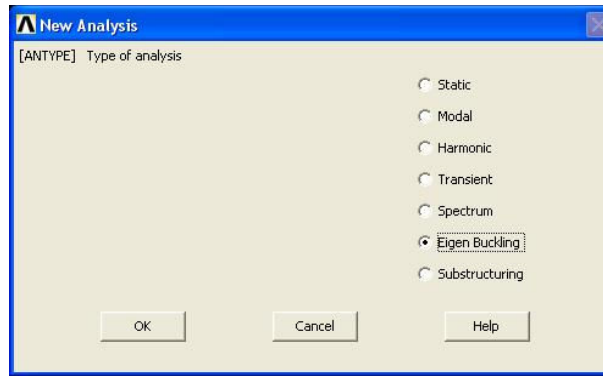 New Analysis
[ANTYPE] Type of analysis
Static
Modal
Harmonic
Transient
Spectrum
Eigen Buckling
Substructuring
OK Cancel Help